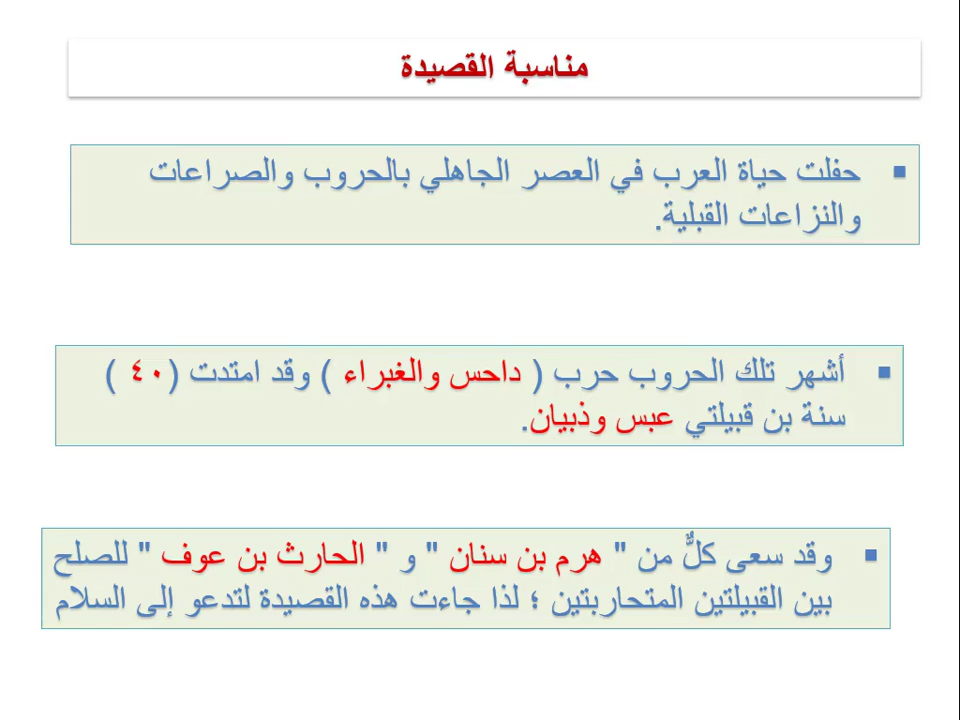 مناسبة القصيدة
▪ حفلت حياة العرب في العصر الجاهلي بالحروب والصراعات
والنزاعات القبلية.
▪ أشهر تلك الحروب حرب ( داحس والغبراء ) وقد امتدت (٤٠ )
سنة بن قبيلتي عبس وذبيان.
▪ وقد سعى كلٌّ من " هرم بن سنان " و " الحارث بن عوف " للصلح
بين القبيلتين المتحاربتين ؛ لذا جاءت هذه القصيدة لتدعو إلى السلام